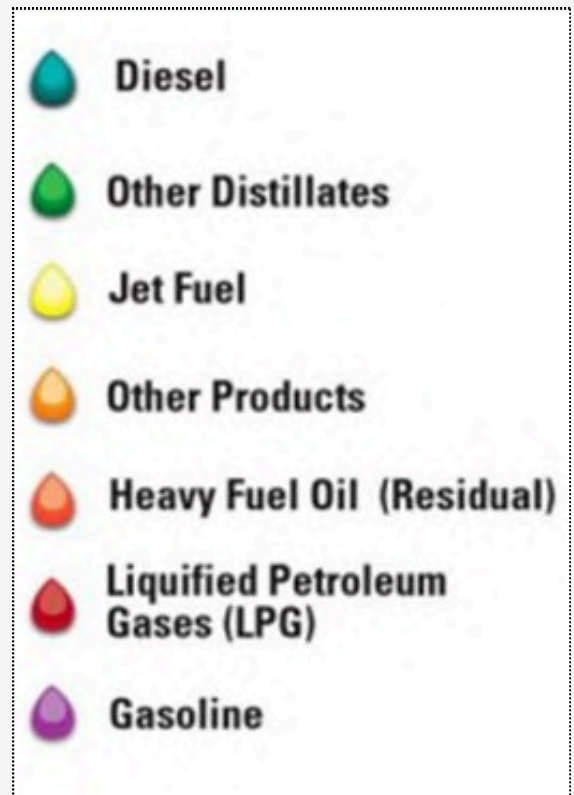 Diesel
Other Distillates
Jet Fuel
Other Products
Heavy Fuel Oil (Residual)
Liquified Petroleum
Gases (LPG)
Gasoline